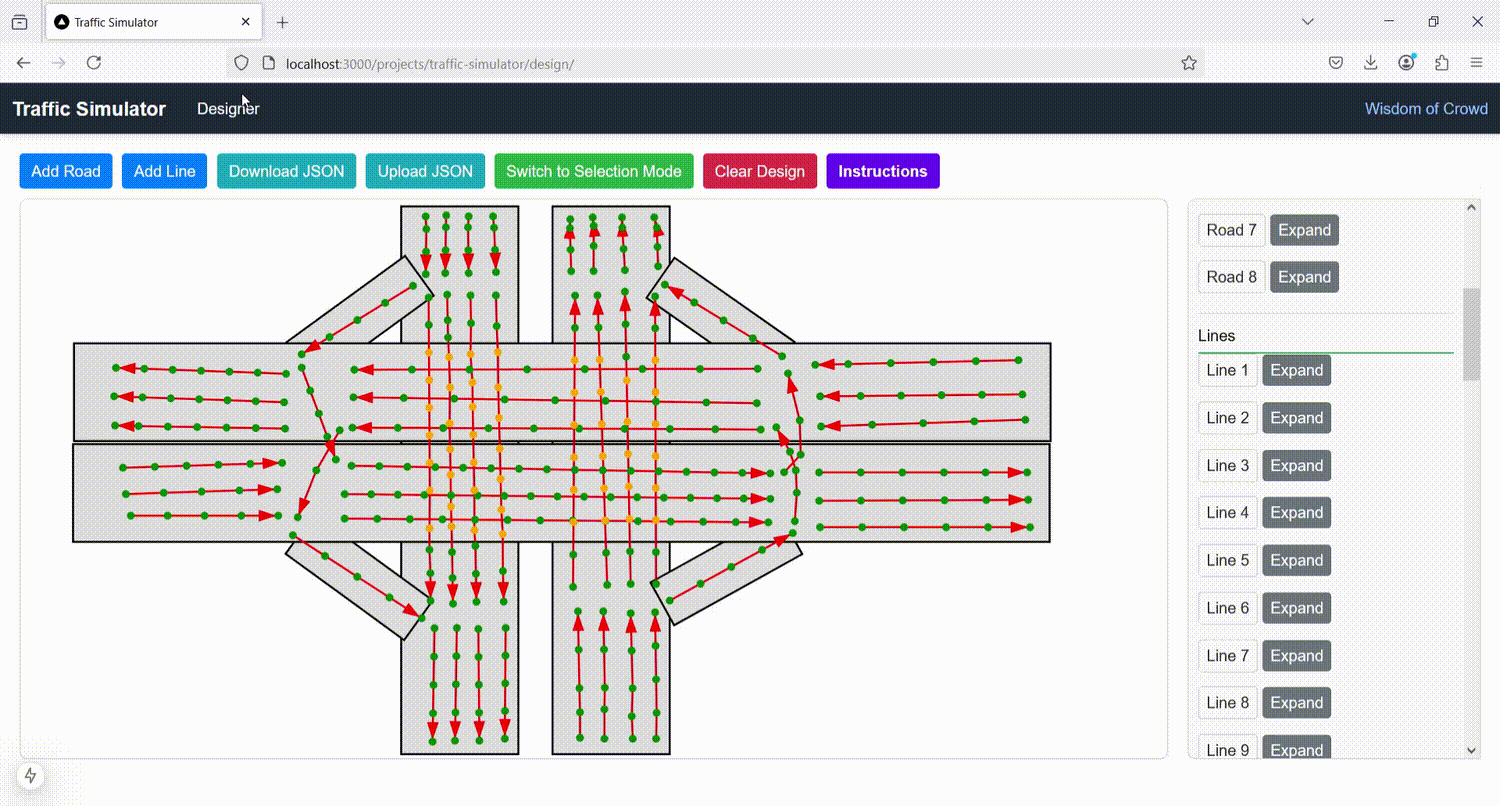 Traffic Simulator
localhost:3000/projects/traffic-simulator/design/
Traffic Simulator Designer Wisdom of Crowd
Add Road Add Line Download JSON Upload JSON Switch to Selection Mode Clear Design Instructions
Road 7 Expand
Road 8 Expand
Lines
Line 1 Expand
Line 2 Expand
Line 3 Expand
Line 4 Expand
Line 5 Expand
Line 6 Expand
Line 7 Expand
Line 8 Expand
Line 9 Expand